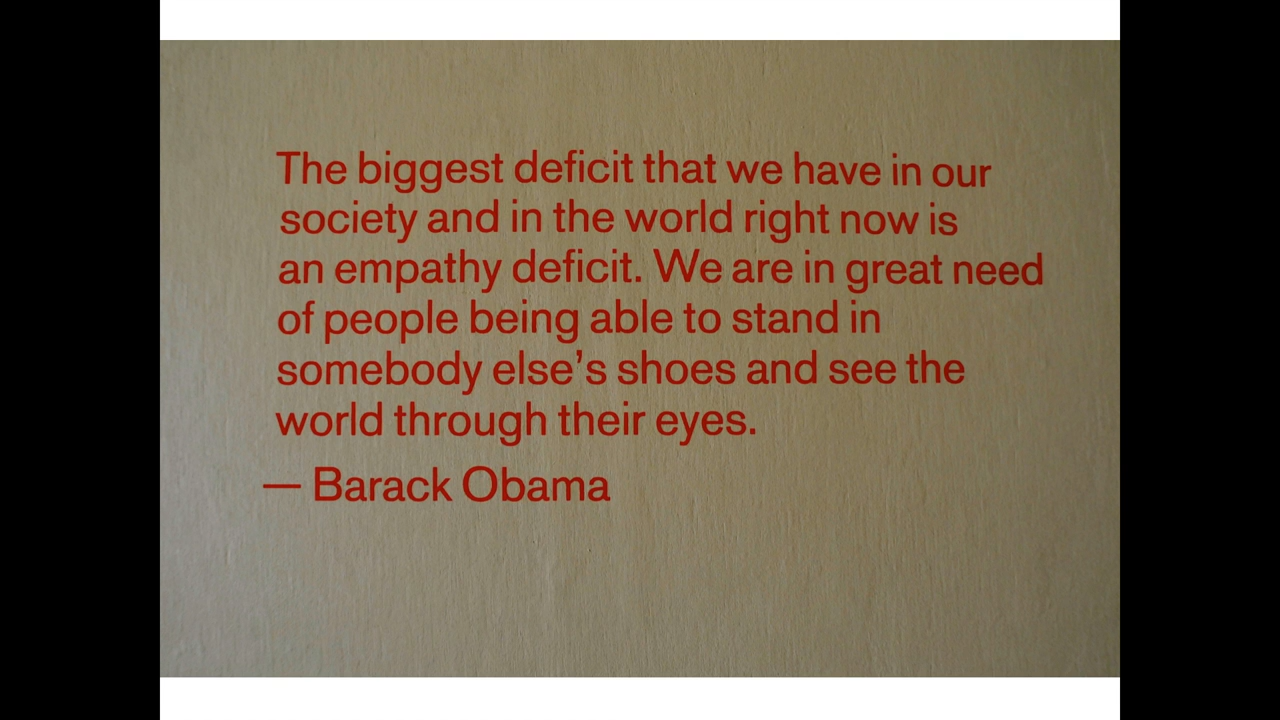 The biggest deficit that we have in our
society and in the world right now is
an empathy deficit. We are in great need
of people being able to stand in
somebody else’s shoes and see the
world through their eyes.
— Barack Obama